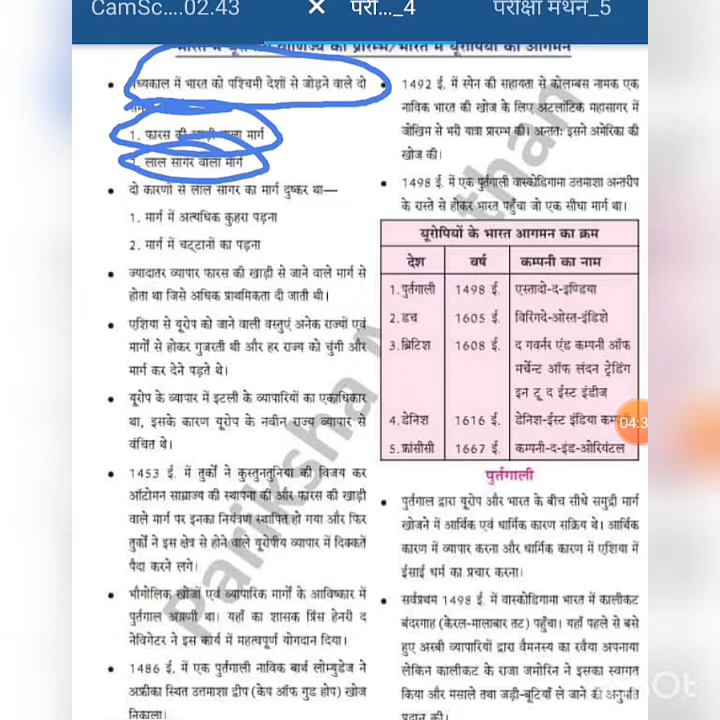 CamSc....02.43
✕ परी..._4
परीक्षा मंथन_5
भारत में यूरोपीय वाणिज्य का प्रारम्भ/भारत में यूरोपियों का आगमन
• मध्यकाल में भारत को पश्चिमी देशों से जोड़ने वाले दो
1. फारस की खाड़ी वाला मार्ग
2. लाल सागर वाला मार्ग
• दो कारणों से लाल सागर का मार्ग दुष्कर था—
1. मार्ग में अत्यधिक कुहरा पड़ना
2. मार्ग में चट्टानों का पड़ना
• ज्यादातर व्यापार फारस की खाड़ी से जाने वाले मार्ग से
होता था जिसे अधिक प्राथमिकता दी जाती थी।
• एशिया से यूरोप को जाने वाली वस्तुएं अनेक राज्यों एवं
मार्गों से होकर गुजरती थी और हर राज्य को चुंगी और
मार्ग कर देने पड़ते थे।
• यूरोप के व्यापार में इटली के व्यापारियों का एकाधिकार
था, इसके कारण यूरोप के नवीन राज्य व्यापार से
वंचित थे।
• 1453 ई. में तुर्कों ने कुस्तुनतुनिया की विजय कर
ऑटोमन साम्राज्य की स्थापना की और फारस की खाड़ी
वाले मार्ग पर इनका नियंत्रण स्थापित हो गया और फिर
तुर्कों ने इस क्षेत्र से होने वाले यूरोपीय व्यापार में दिक्कतें
पैदा करने लगे।
• भौगोलिक खोजों एवं व्यापारिक मार्गों के आविष्कार में
पुर्तगाल अग्रणी था। यहाँ का शासक प्रिंस हेनरी द
नेविगेटर ने इस कार्य में महत्वपूर्ण योगदान दिया।
• 1486 ई. में एक पुर्तगाली नाविक बार्थ लोम्युडेज ने
अफ्रीका स्थित उत्तमाशा द्वीप (केप ऑफ गुड होप) खोज
निकाला।
• 1492 ई. में स्पेन की सहायता से कोलम्बस नामक एक
नाविक भारत की खोज के लिए अटलांटिक महासागर में
जोखिम से भरी यात्रा प्रारम्भ की। अन्ततः इसने अमेरिका की
खोज की।
• 1498 ई. में एक पुर्तगाली वास्कोडिगामा उत्तमाशा अन्तरीप
के रास्ते से होकर भारत पहुँचा जो एक सीधा मार्ग था।
यूरोपियों के भारत आगमन का क्रम
देश वर्ष कम्पनी का नाम
1.पुर्तगाली 1498 ई. एस्तादो-द-इण्डिया
2.डच 1605 ई. विरिंगदे-ओस्त-इंडिशे
3.ब्रिटिश 1608 ई. द गवर्नर एंड कम्पनी ऑफ
मर्चेन्ट ऑफ लंदन ट्रेडिंग
इन टू द ईस्ट इंडीज
4.डेनिश 1616 ई. डेनिश-ईस्ट इंडिया
04:3
5.फ्रांसीसी 1667 ई. कम्पनी-द-इंड-ओरियंटल
पुर्तगाली
• पुर्तगाल द्वारा यूरोप और भारत के बीच सीधे समुद्री मार्ग
खोजने में आर्थिक एवं धार्मिक कारण सक्रिय थे। आर्थिक
कारण में व्यापार करना और धार्मिक कारण में एशिया में
ईसाई धर्म का प्रचार करना।
• सर्वप्रथम 1498 ई. में वास्कोडिगामा भारत में कालीकट
बंदरगाह (केरल-मालाबार तट) पहुँचा। यहाँ पहले से बसे
हुए अरबी व्यापारियों द्वारा वैमनस्य का रवैया अपनाया
लेकिन कालीकट के राजा जमोरिन ने इसका स्वागत
किया और मसाले तथा जड़ी-बूटियाँ ले जाने की अनुमति
प्रदान की।
Pariksha
than